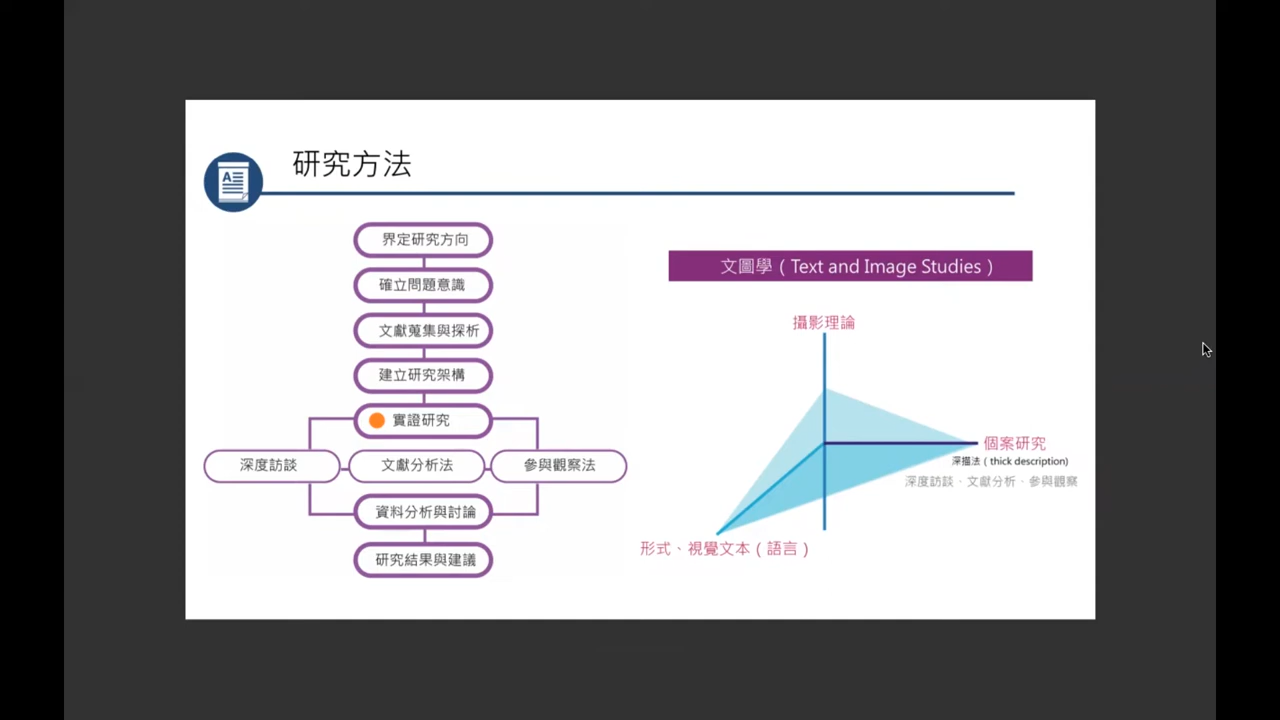 研究方法
界定研究方向
確立問題意識
文獻蒐集與探析
建立研究架構
實證研究
深度訪談
文獻分析法
參與觀察法
資料分析與討論
研究結果與建議
文圖學（Text and Image Studies）
攝影理論
個案研究
深描法（thick description)
深度訪談、文獻分析、參與觀察
形式、視覺文本（語言）
A